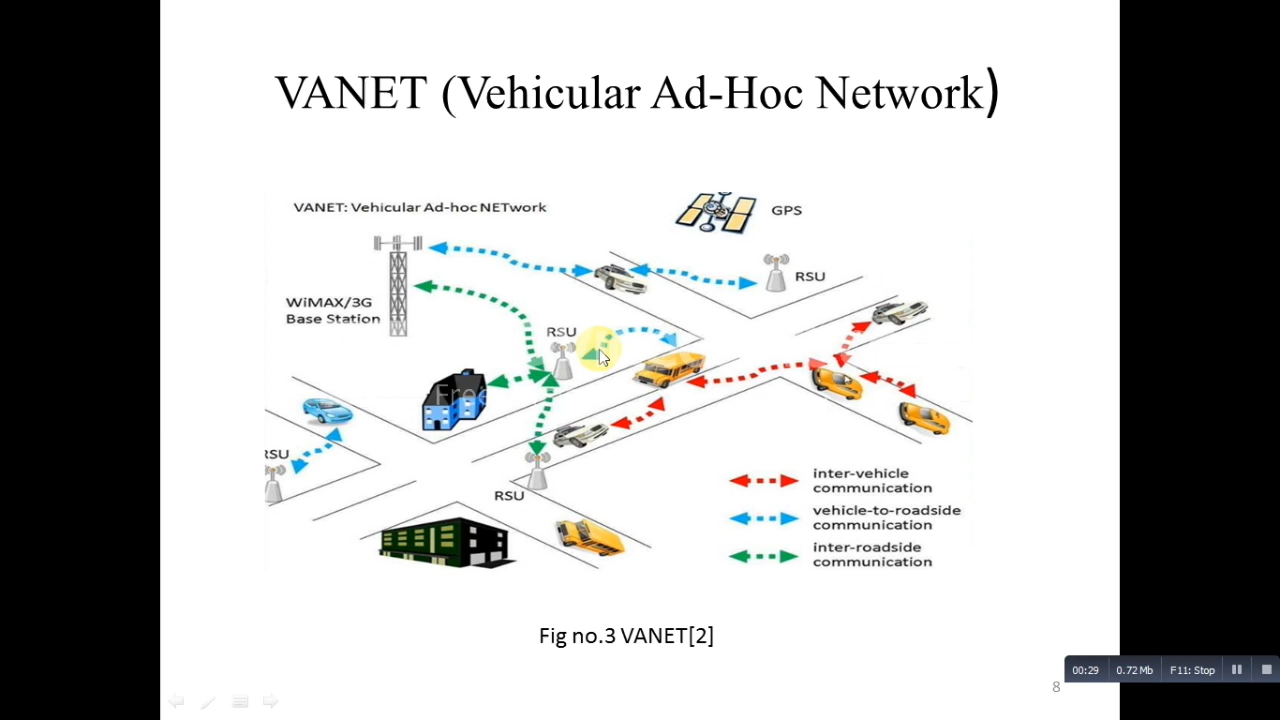 VANET (Vehicular Ad-Hoc Network)
VANET: Vehicular Ad-hoc NETwork
GPS
RSU
WiMAX/3G
Base Station
RSU
Free
RSU
RSU
inter-vehicle
communication
vehicle-to-roadside
communication
inter-roadside
communication
Fig no.3 VANET[2]
00:29
0.72 Mb
F11: Stop
8